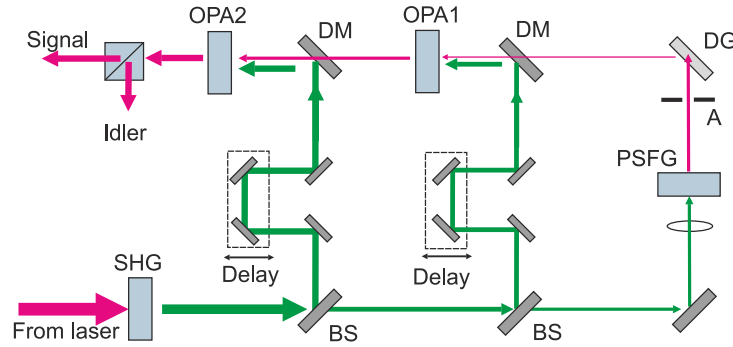 OPA2
DM
OPA1
DM
DG
Signal
Idler
A
PSFG
SHG
Delay
Delay
From laser
BS
BS